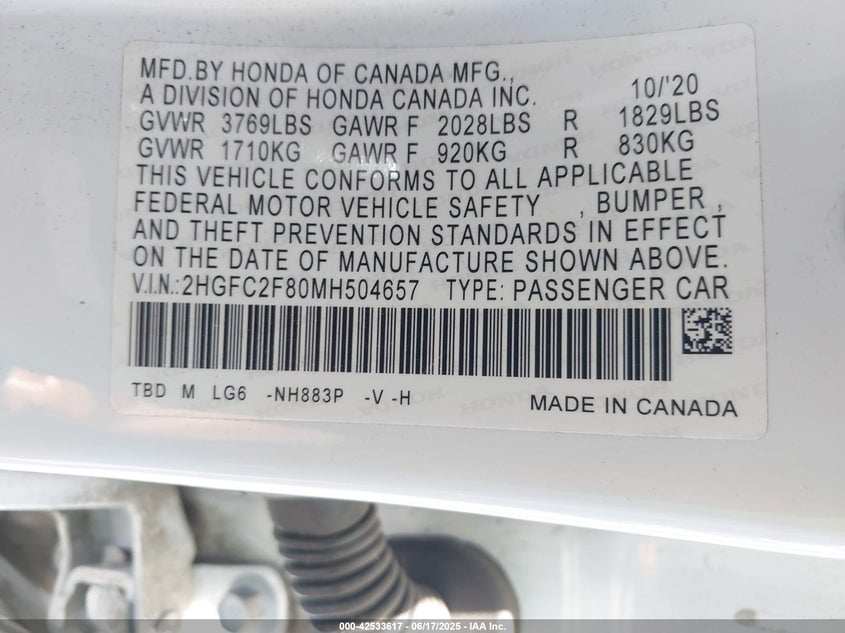 MFD.BY HONDA OF CANADA MFG.,
A DIVISION OF HONDA CANADA INC. 10/'20
GVWR 3769LBS GAWR F 2028LBS R 1829LBS
GVWR 1710KG GAWR F 920KG R 830KG
THIS VEHICLE CONFORMS TO ALL APPLICABLE
FEDERAL MOTOR VEHICLE SAFETY , BUMPER ,
AND THEFT PREVENTION STANDARDS IN EFFECT
ON THE DATE OF MANUFACTURE SHOWN ABOVE.
V.I.N.:2HGFC2F80MH504657 TYPE: PASSENGER CAR
TBD M LG6 -NH883P -V -H
MADE IN CANADA
000-42533617 - 06/17/2025 - IAA Inc.